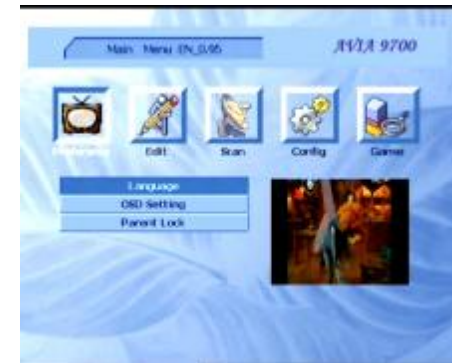 Main Menu EN_0.95
AVIA 9700
Edit
Scan
Config
Game
Language
OSD Setting
Parent Lock